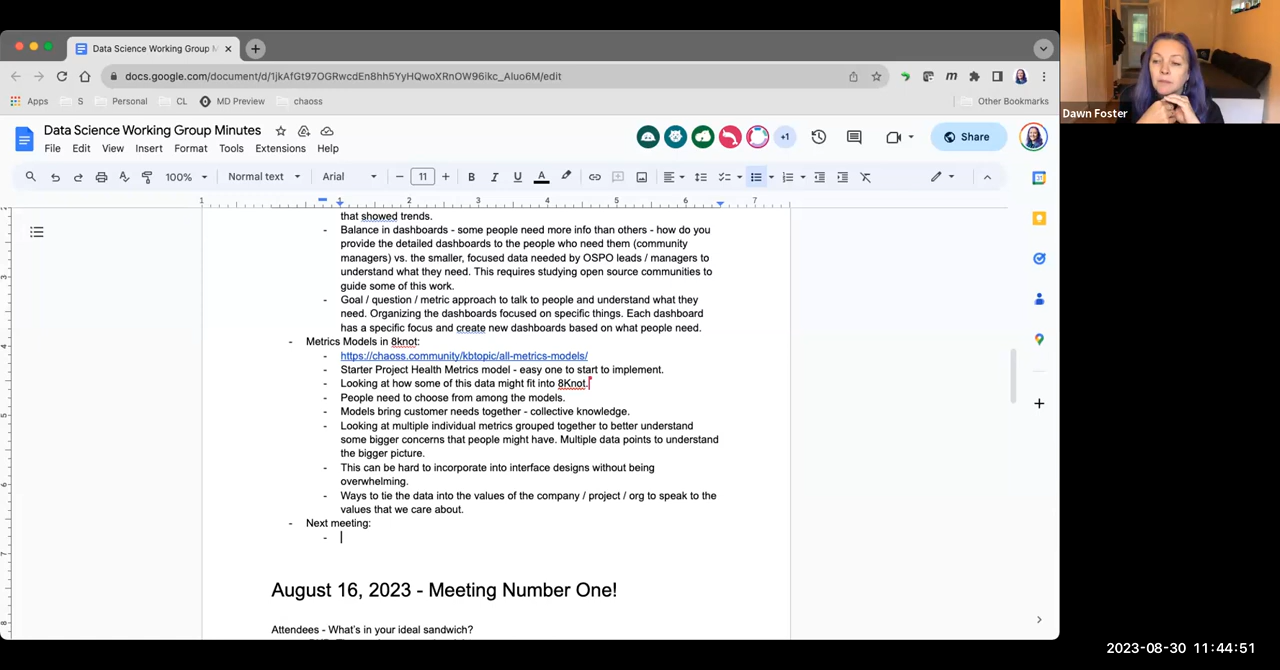 Data Science Working Group M
docs.google.com/document/d/1jkAfGt97OGRwcdEn8hh5YyHQwoXRnOW96ikc_Aluo6M/edit
Apps S Personal CL MD Preview chaoss Other Bookmarks
Data Science Working Group Minutes
File Edit View Insert Format Tools Extensions Help
+1
Share
100% Normal text Arial 11
1 1 2 3 4 5 6 7
that showed trends.
- Balance in dashboards - some people need more info than others - how do you
provide the detailed dashboards to the people who need them (community
managers) vs. the smaller, focused data needed by OSPO leads / managers to
understand what they need. This requires studying open source communities to
guide some of this work.
- Goal / question / metric approach to talk to people and understand what they
need. Organizing the dashboards focused on specific things. Each dashboard
has a specific focus and create new dashboards based on what people need.
- Metrics Models in 8knot:
- https://chaoss.community/kbtopic/all-metrics-models/
- Starter Project Health Metrics model - easy one to start to implement.
- Looking at how some of this data might fit into 8Knot.
- People need to choose from among the models.
- Models bring customer needs together - collective knowledge.
- Looking at multiple individual metrics grouped together to better understand
some bigger concerns that people might have. Multiple data points to understand
the bigger picture.
- This can be hard to incorporate into interface designs without being
overwhelming.
- Ways to tie the data into the values of the company / project / org to speak to the
values that we care about.
- Next meeting:
-
August 16, 2023 - Meeting Number One!
Attendees - What's in your ideal sandwich?
Dawn Foster
2023-08-30 11:44:51